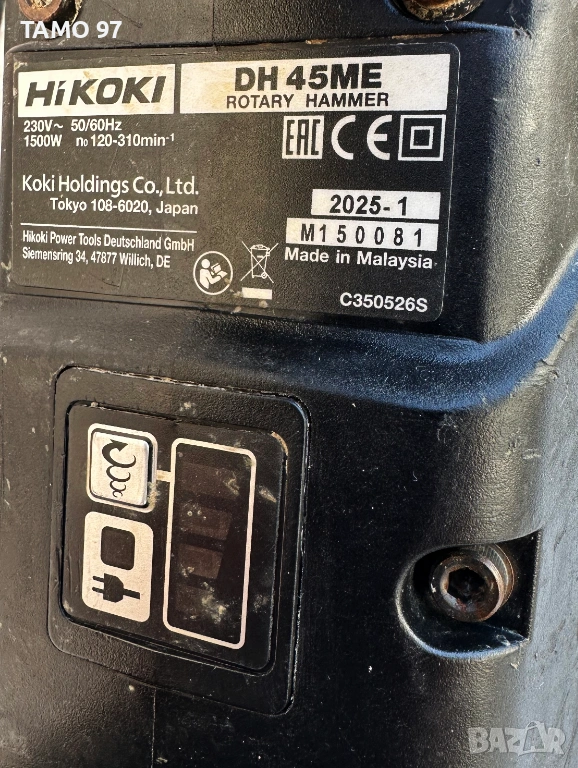 TAMO 97
HiKOKI
DH 45ME
ROTARY HAMMER
230V~ 50/60Hz
1500W n₀ 120-310min⁻¹
EAC CE
Koki Holdings Co., Ltd.
Tokyo 108-6020, Japan
2025-1
M150081
Hikoki Power Tools Deutschland GmbH
Siemensring 34, 47877 Willich, DE
Made in Malaysia
C350526S
BAZAR